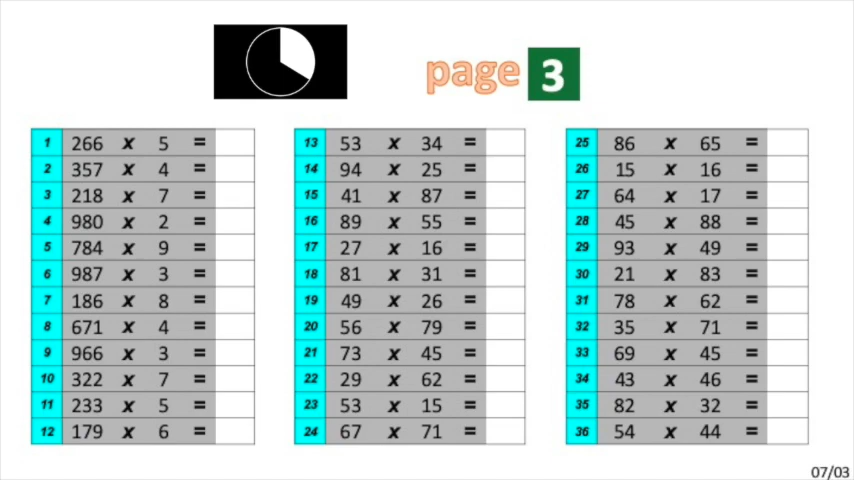 page 3
1 266 x 5 =
2 357 x 4 =
3 218 x 7 =
4 980 x 2 =
5 784 x 9 =
6 987 x 3 =
7 186 x 8 =
8 671 x 4 =
9 966 x 3 =
10 322 x 7 =
11 233 x 5 =
12 179 x 6 =
13 53 x 34 =
14 94 x 25 =
15 41 x 87 =
16 89 x 55 =
17 27 x 16 =
18 81 x 31 =
19 49 x 26 =
20 56 x 79 =
21 73 x 45 =
22 29 x 62 =
23 53 x 15 =
24 67 x 71 =
25 86 x 65 =
26 15 x 16 =
27 64 x 17 =
28 45 x 88 =
29 93 x 49 =
30 21 x 83 =
31 78 x 62 =
32 35 x 71 =
33 69 x 45 =
34 43 x 46 =
35 82 x 32 =
36 54 x 44 =
07/03